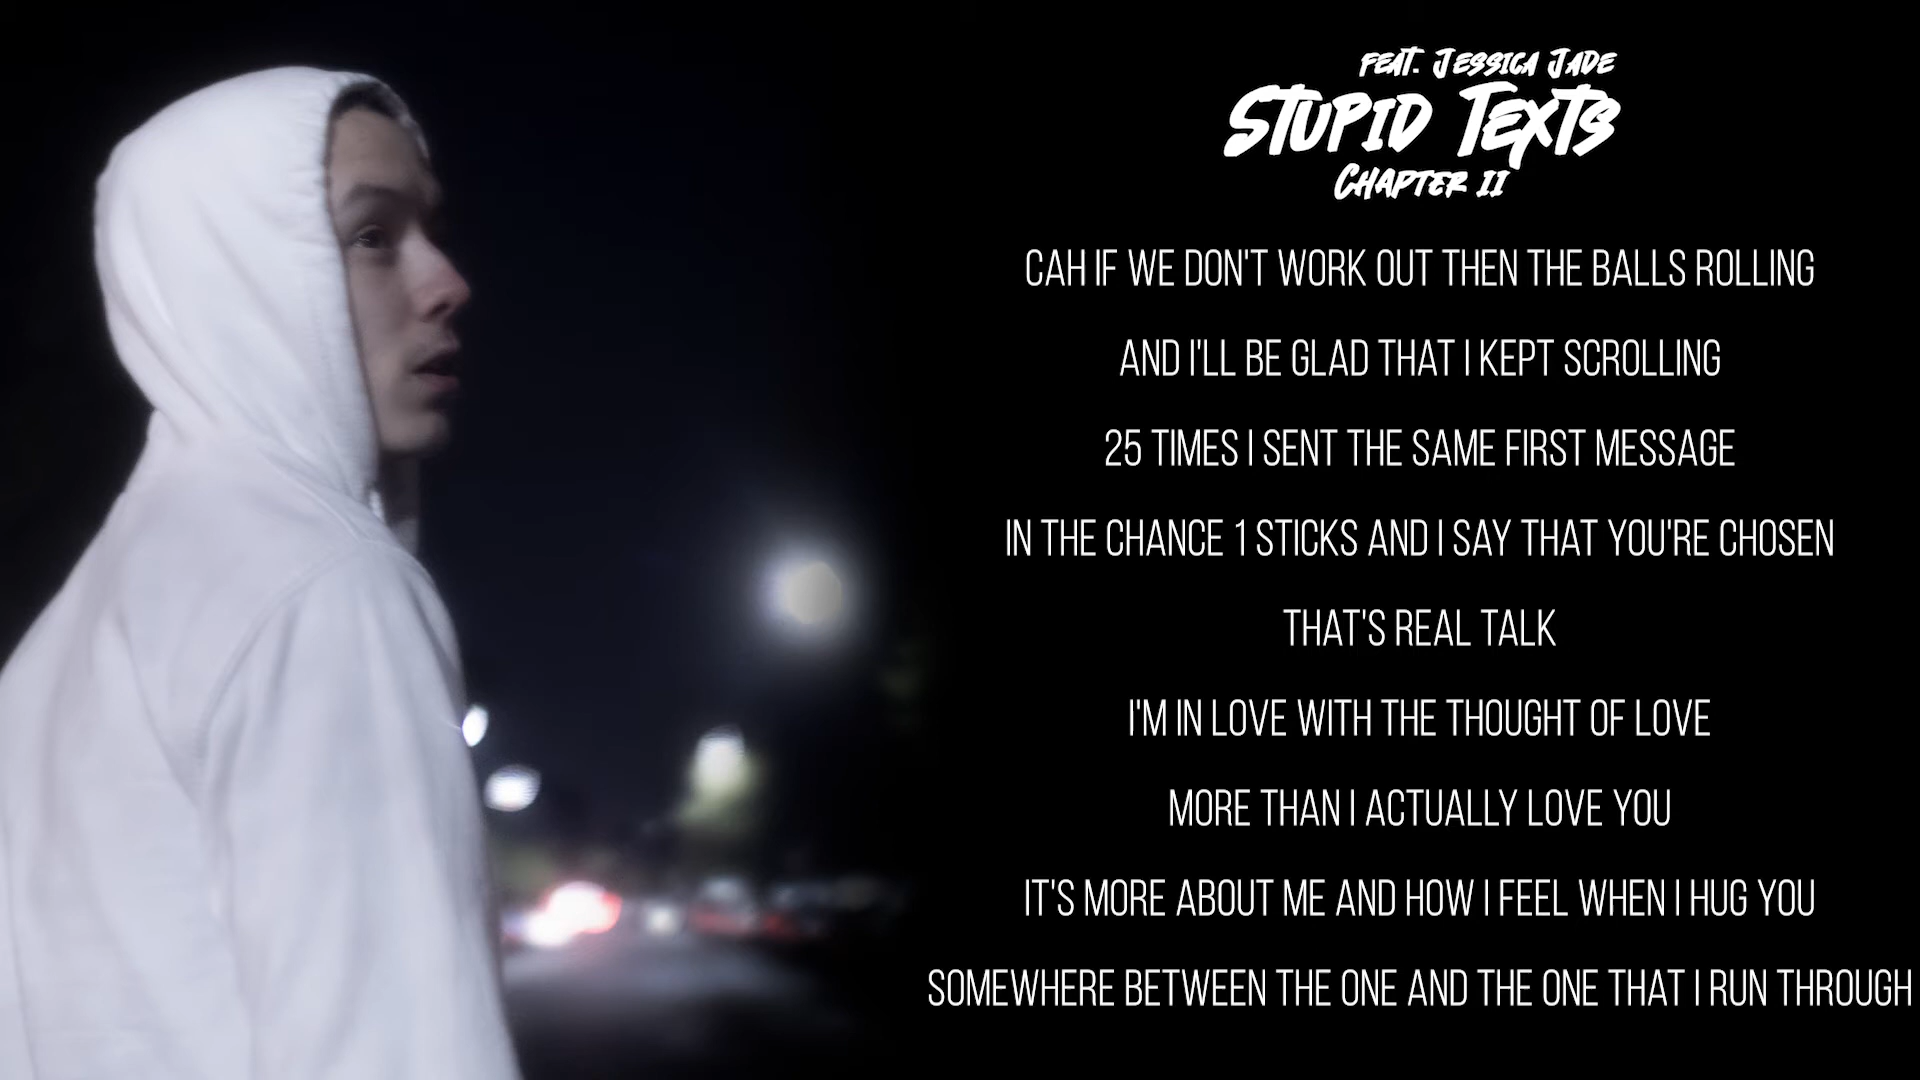 FEAT. JESSICA JADE
STUPID TEXTS
CHAPTER II
CAH IF WE DON'T WORK OUT THEN THE BALLS ROLLING
AND I'LL BE GLAD THAT I KEPT SCROLLING
25 TIMES I SENT THE SAME FIRST MESSAGE
IN THE CHANCE 1 STICKS AND I SAY THAT YOU'RE CHOSEN
THAT'S REAL TALK
I'M IN LOVE WITH THE THOUGHT OF LOVE
MORE THAN I ACTUALLY LOVE YOU
IT'S MORE ABOUT ME AND HOW I FEEL WHEN I HUG YOU
SOMEWHERE BETWEEN THE ONE AND THE ONE THAT I RUN THROUGH